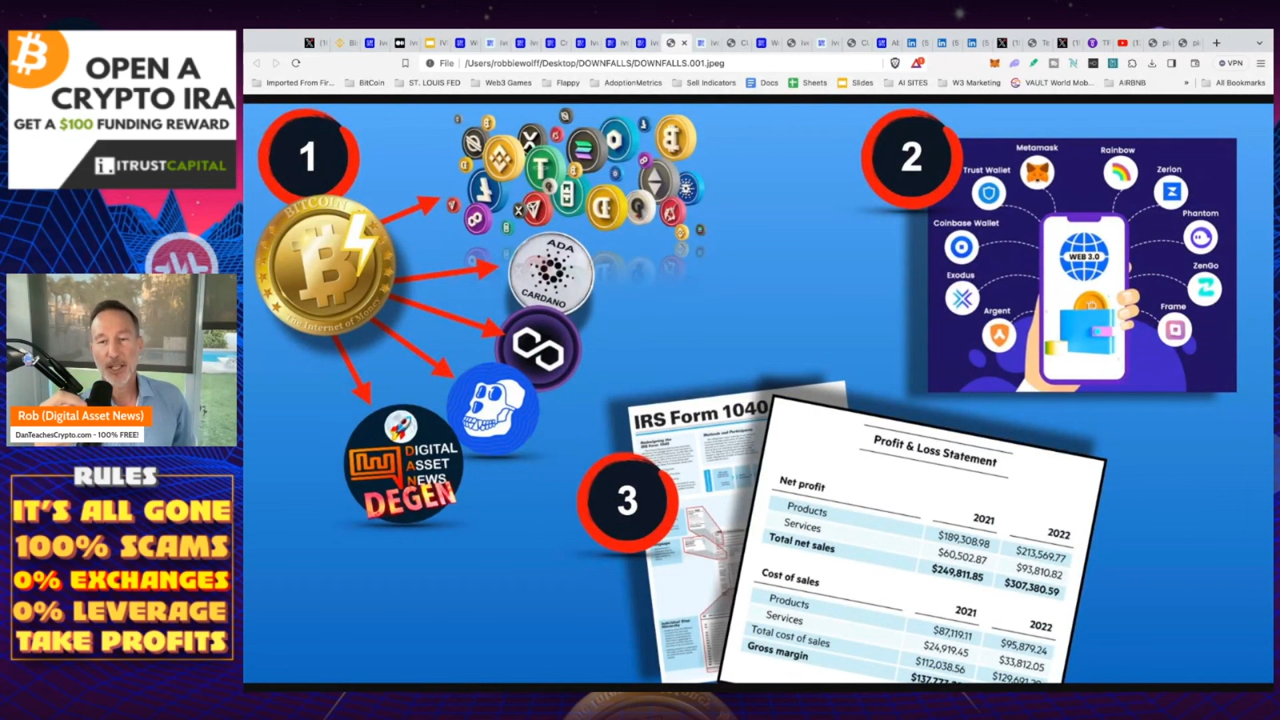 OPEN A
CRYPTO IRA
GET A $100 FUNDING REWARD
ITRUSTCAPITAL
Rob (Digital Asset News)
DanTeachesCrypto.com - 100% FREE!
RULES
IT'S ALL GONE
100% SCAMS
0% EXCHANGES
0% LEVERAGE
TAKE PROFITS
File
/Users/robbiewolff/Desktop/DOWNFALLS/DOWNFALLS.001.jpeg
VPN
Imported From Fir...
BitCoin
ST. LOUIS FED
Web3 Games
Flappy
AdoptionMetrics
Sell Indicators
Docs
Sheets
Slides
AI SITES
W3 Marketing
VAULT World Mob...
AIRBNB
»
All Bookmarks
1
BITCOIN
The Internet of Money
ADA
CARDANO
DIGITAL
ASSET
NEWS
DEGEN
2
Metamask
Rainbow
Trust Wallet
Zerion
Coinbase Wallet
Phantom
WEB 3.0
Exodus
ZenGo
Argent
Frame
3
IRS Form 1040
Profit & Loss Statement
Net profit
2021 2022
Products $189,308.98 $213,569.77
Services $60,502.87 $93,810.82
Total net sales $249,811.85 $307,380.59
Cost of sales
2021 2022
Products $87,119.11 $95,879.24
Services $24,919.45 $33,812.05
Total cost of sales $112,038.56
Gross margin